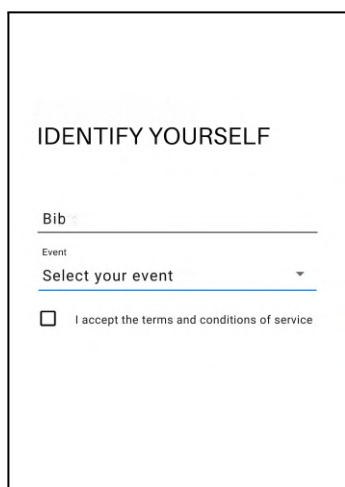 IDENTIFY YOURSELF
Bib
Event
Select your event
I accept the terms and conditions of service